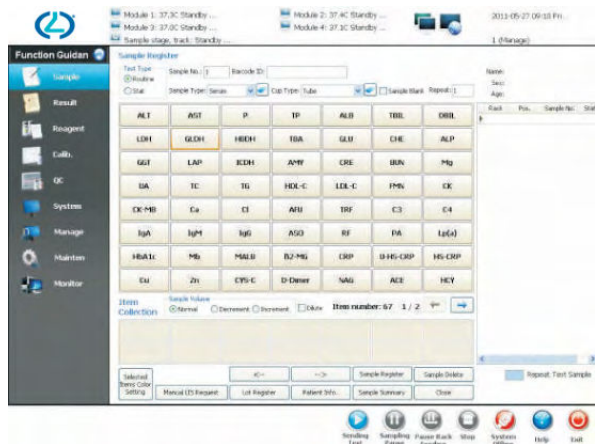 Module 1: 37.3C Standby ...
Module 2: 37.4C Standby ...
Module 3: 37.0C Standby ...
Module 4: 37.1C Standby ...
Sample stage, track: Standby ...
2011-05-27 09:18 Fri
1 (Manage)
Function Guidan
Sample
Result
Reagent
Calib.
QC
System
Manage
Mainten
Monitor
Sample Register
Test Type
Routine
Stat
Sample No.: 1
Barcode ID:
Sample Type: Serum
Cup Type: Tube
Sample Blank
Repeat: 1
Name:
Sex:
Age:
Rack Pos. Sample No: Stat
ALT AST P TP ALB TBIL DBIL
LDH GLDH HBDH TBA GLU CHE ALP
GGT LAP ICDH AMY CRE BUN Mg
UA TC TG HDL-C LDL-C FMN CK
CK-MB Ca Cl AFU TRF C3 C4
IgA IgM IgG ASO RF PA Lp(a)
HBA1c Mb MALB B2-MG CRP U-HS-CRP HS-CRP
Cu Zn CYS-C D-Dimer NAG ACE HCY
Item Collection
Sample Volume
Normal Decrement Increment
Dilute
Item number: 67 1 / 2
Selected Items Color Setting
<--
-->
Sample Register
Sample Delete
Manual LIS Request
Lot Register
Patient Info.
Sample Summary
Close
Repeat Test Sample
Sending Test
Sampling Pause
Pause Rack
Stop
System Offline
Help
Exit